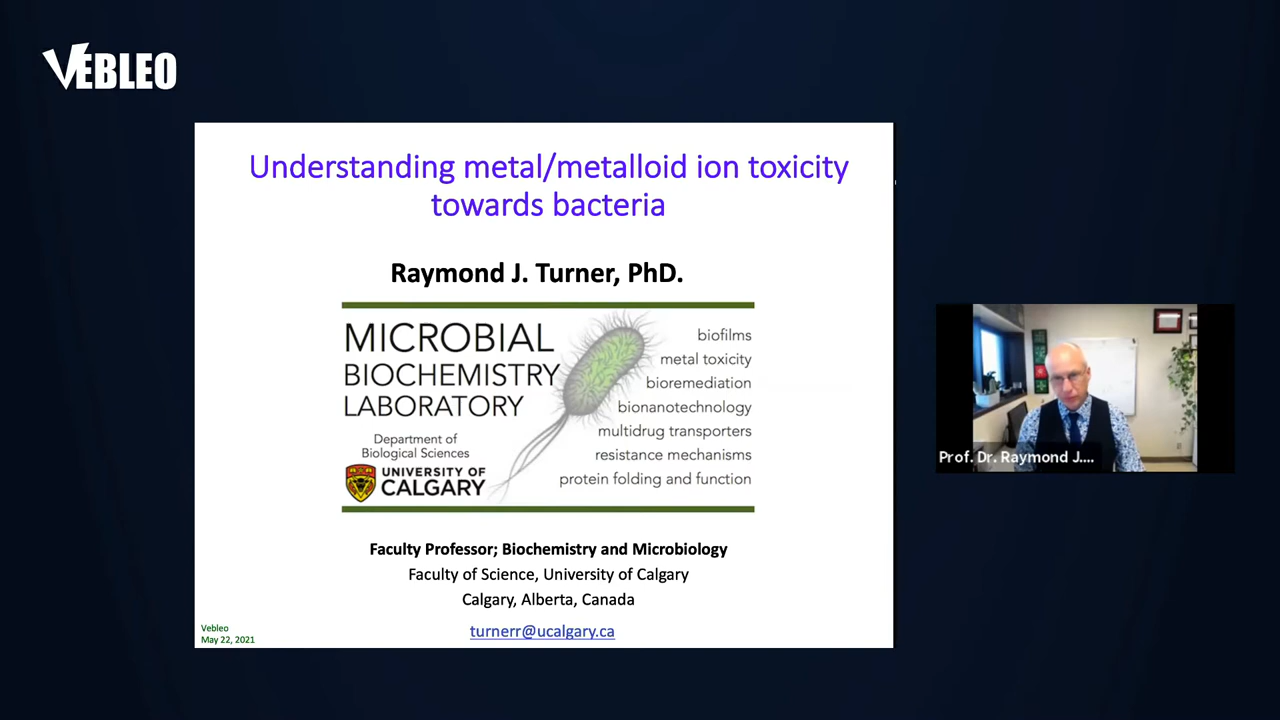 VEBLEO
Understanding metal/metalloid ion toxicity
towards bacteria
Raymond J. Turner, PhD.
MICROBIAL
BIOCHEMISTRY
LABORATORY
Department of
Biological Sciences
UNIVERSITY OF
CALGARY
biofilms
metal toxicity
bioremediation
bionanotechnology
multidrug transporters
resistance mechanisms
protein folding and function
Faculty Professor; Biochemistry and Microbiology
Faculty of Science, University of Calgary
Calgary, Alberta, Canada
turnerr@ucalgary.ca
Vebleo
May 22, 2021
Prof. Dr. Raymond J....